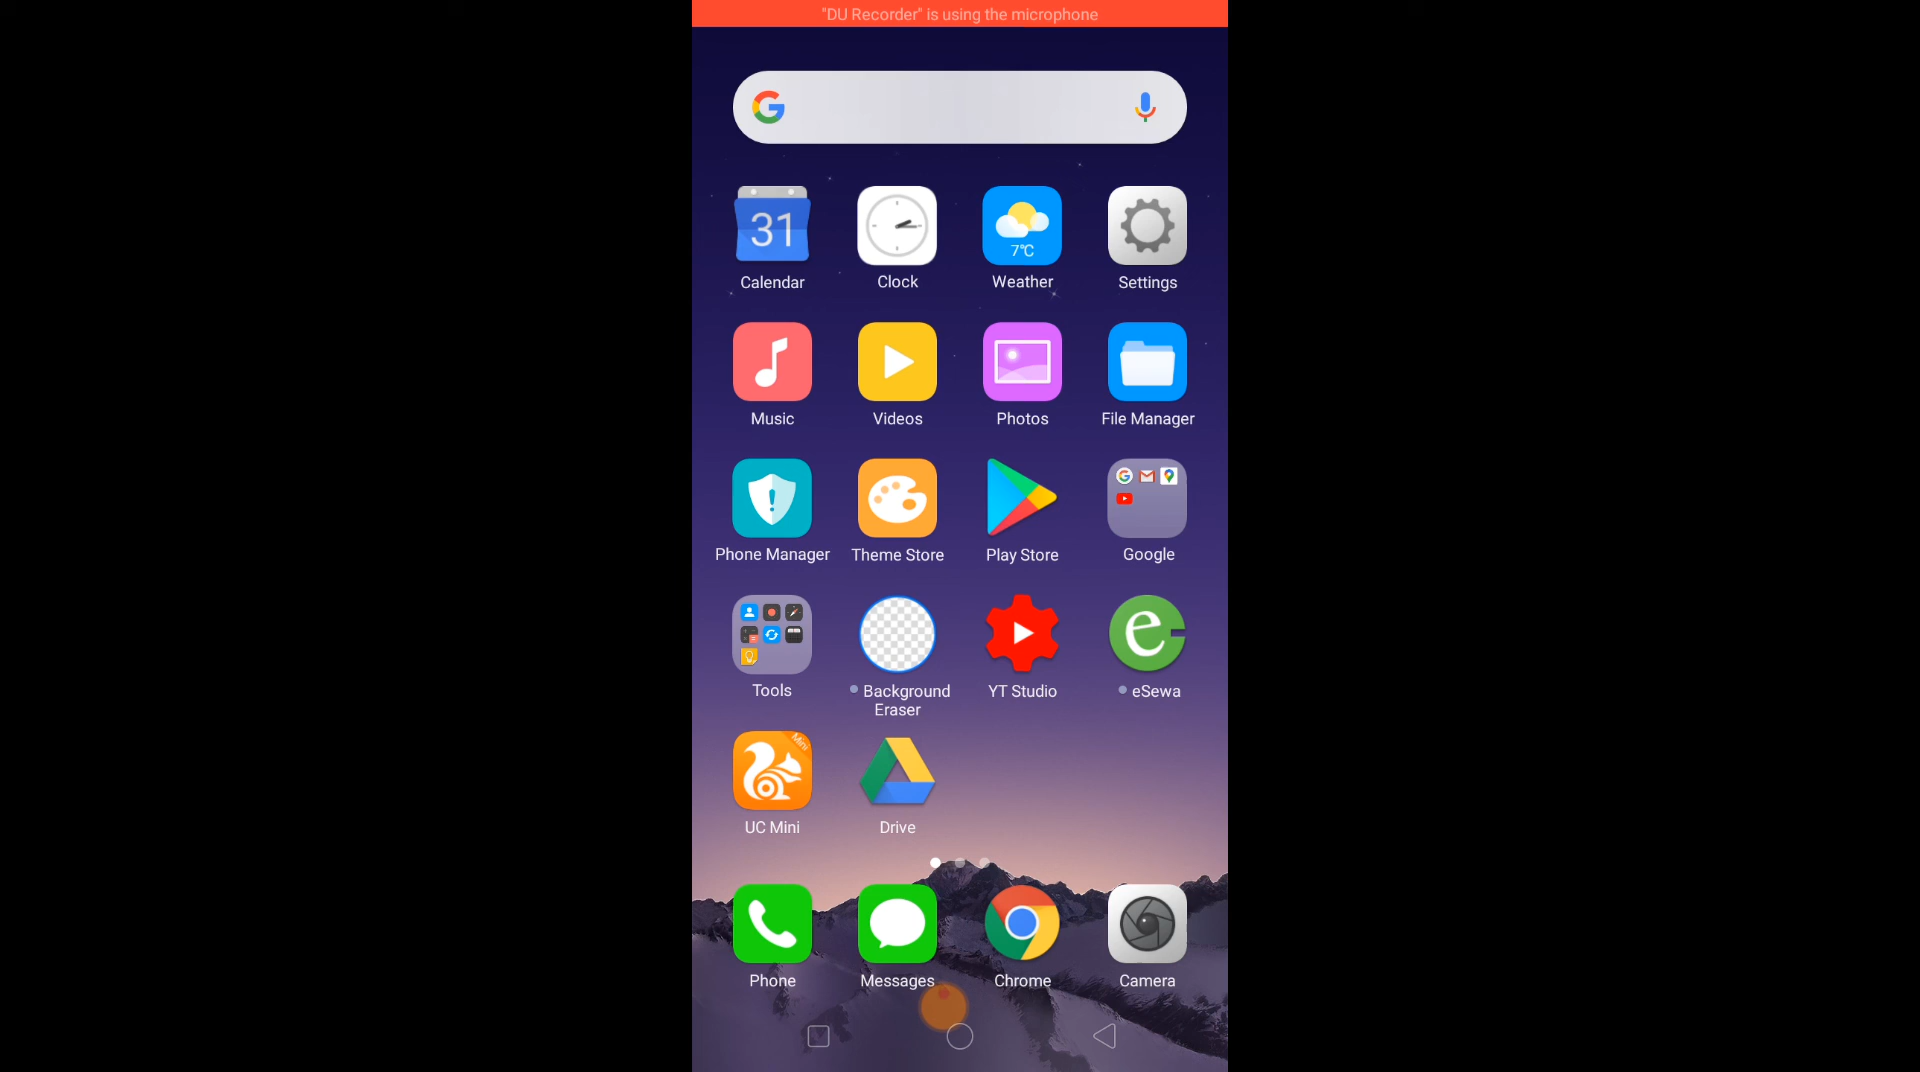 "DU Recorder" is using the microphone
31
7°C
Calendar
Clock
Weather
Settings
Music
Videos
Photos
File Manager
Phone Manager
Theme Store
Play Store
Google
Tools
Background
Eraser
YT Studio
eSewa
Mini
UC Mini
Drive
Phone
Messages
Chrome
Camera